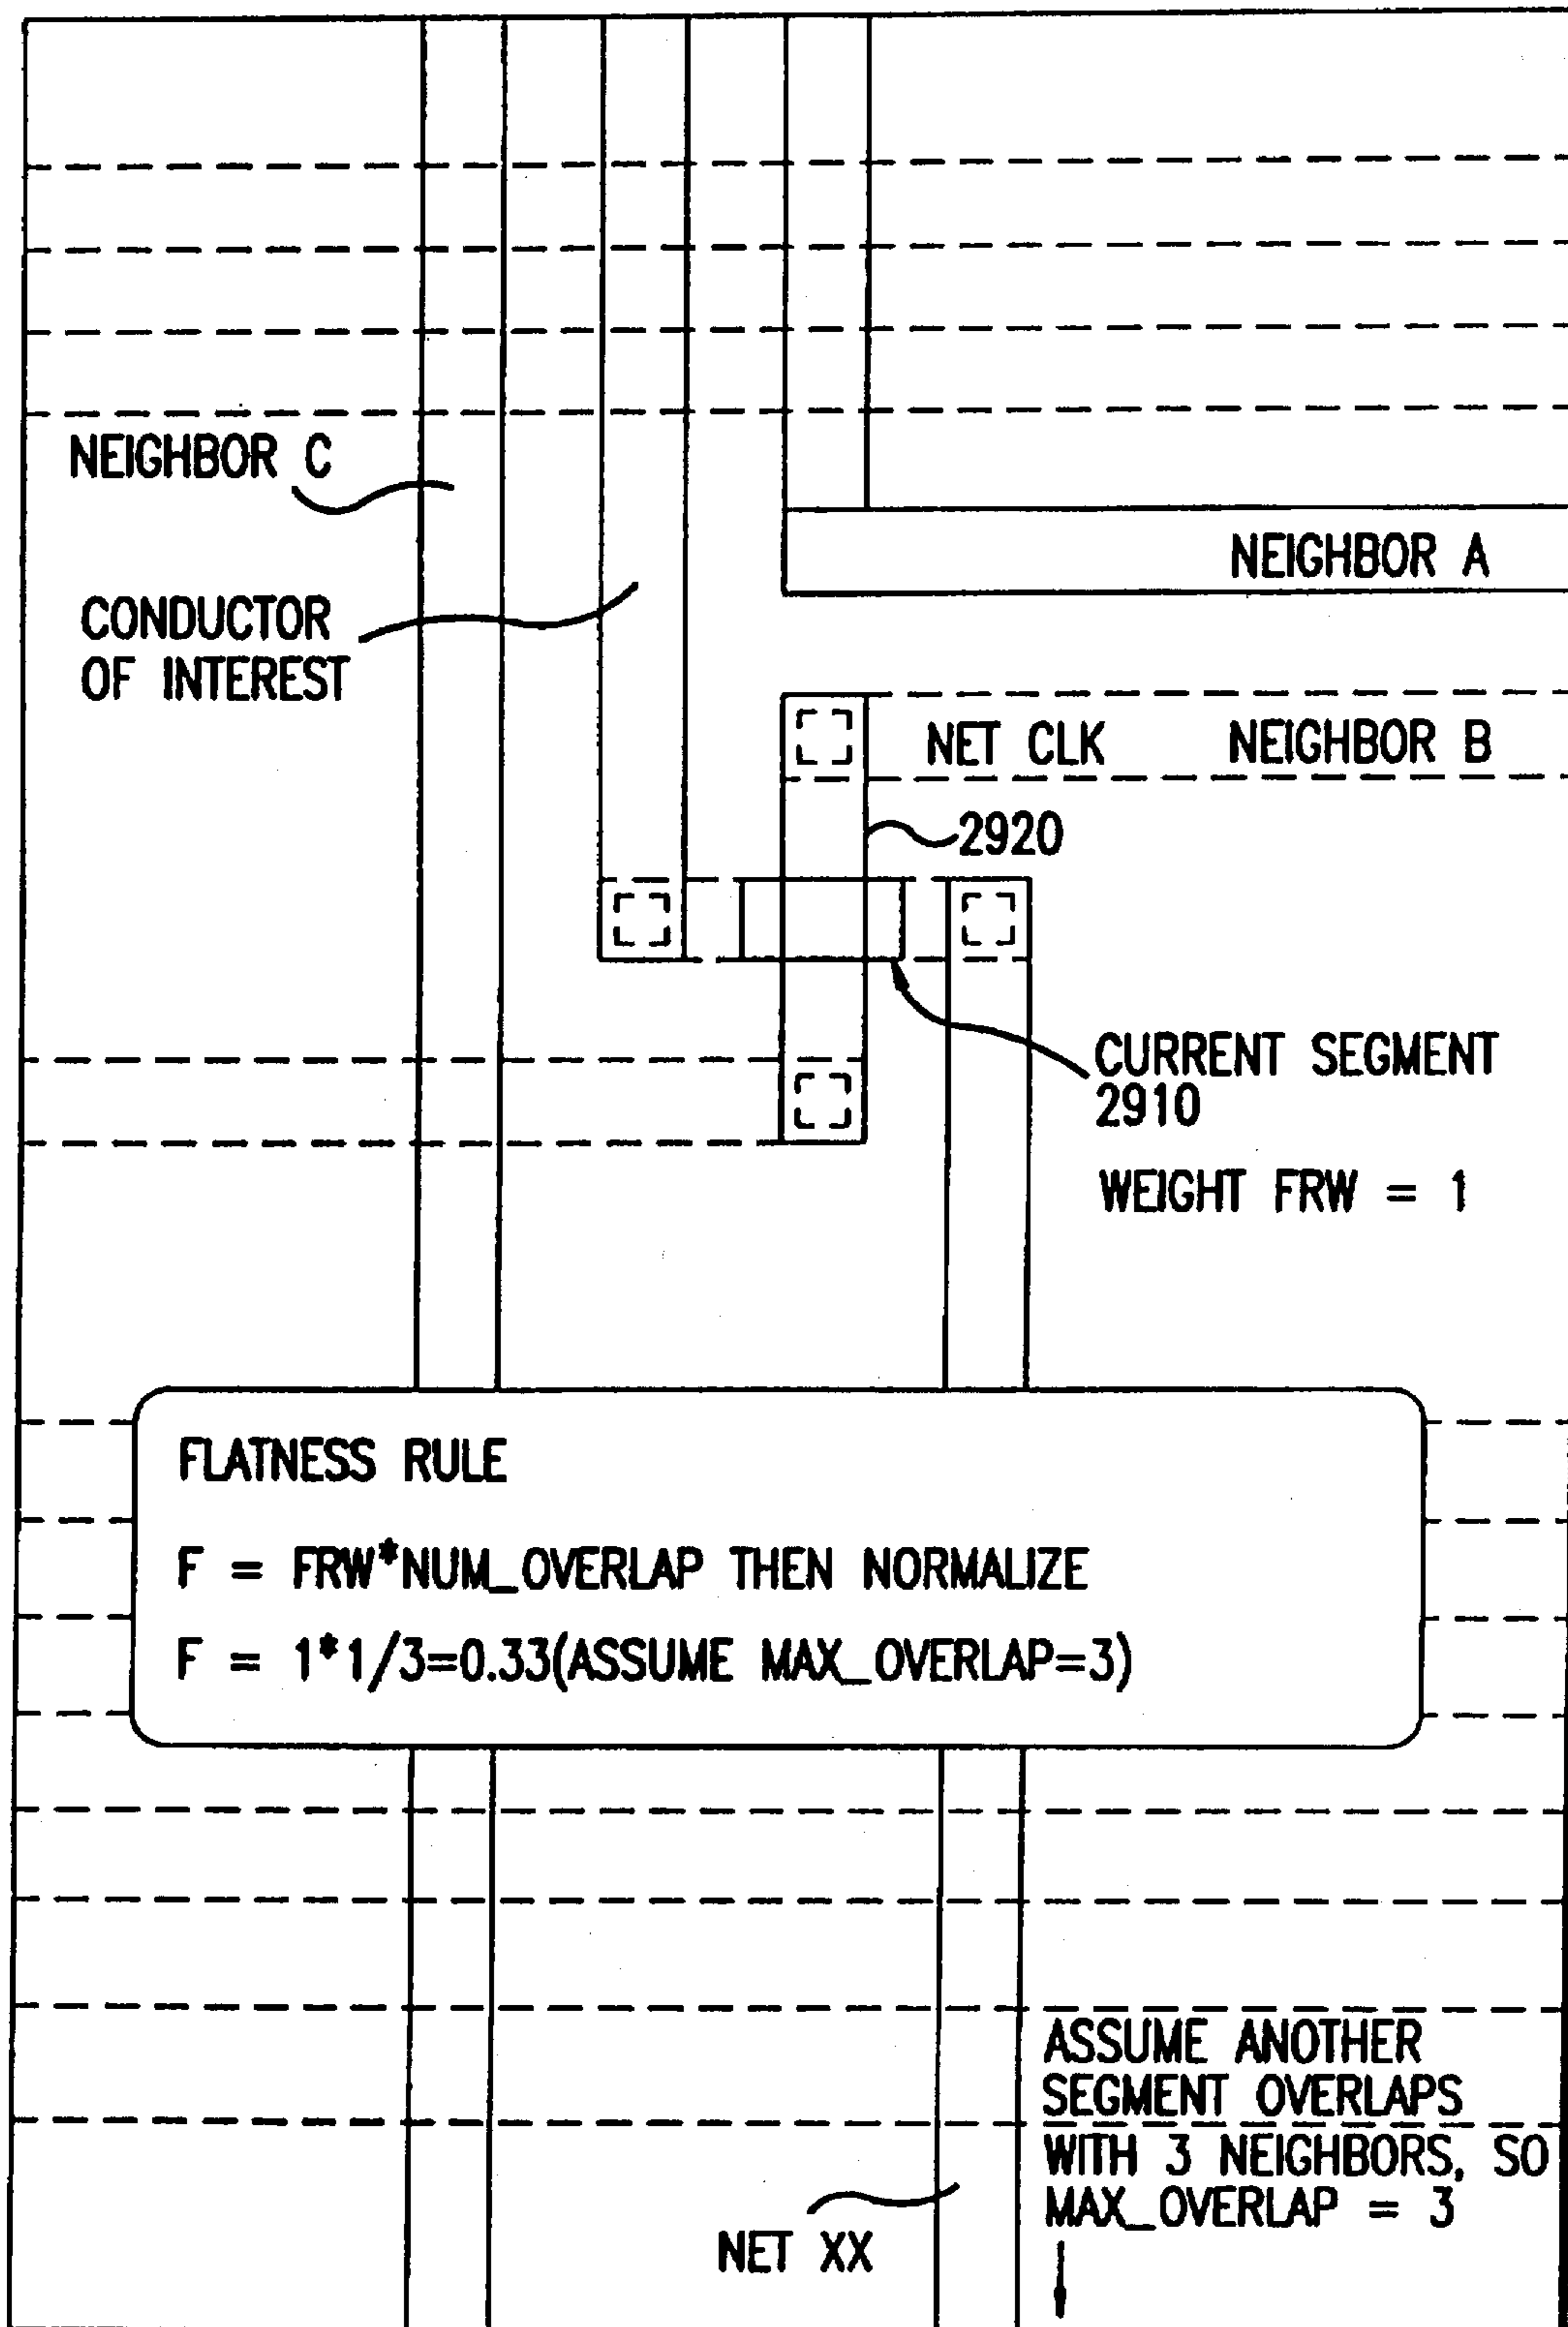 NEIGHBOR C
NEIGHBOR A
CONDUCTOR
OF INTEREST
NET CLK NEIGHBOR B
2920
CURRENT SEGMENT
2910
WEIGHT FRW = 1
FLATNESS RULE
F = FRW*NUM_OVERLAP THEN NORMALIZE
F = 1*1/3=0.33(ASSUME MAX_OVERLAP=3)
ASSUME ANOTHER
SEGMENT OVERLAPS
WITH 3 NEIGHBORS, SO
MAX_OVERLAP = 3
NET XX